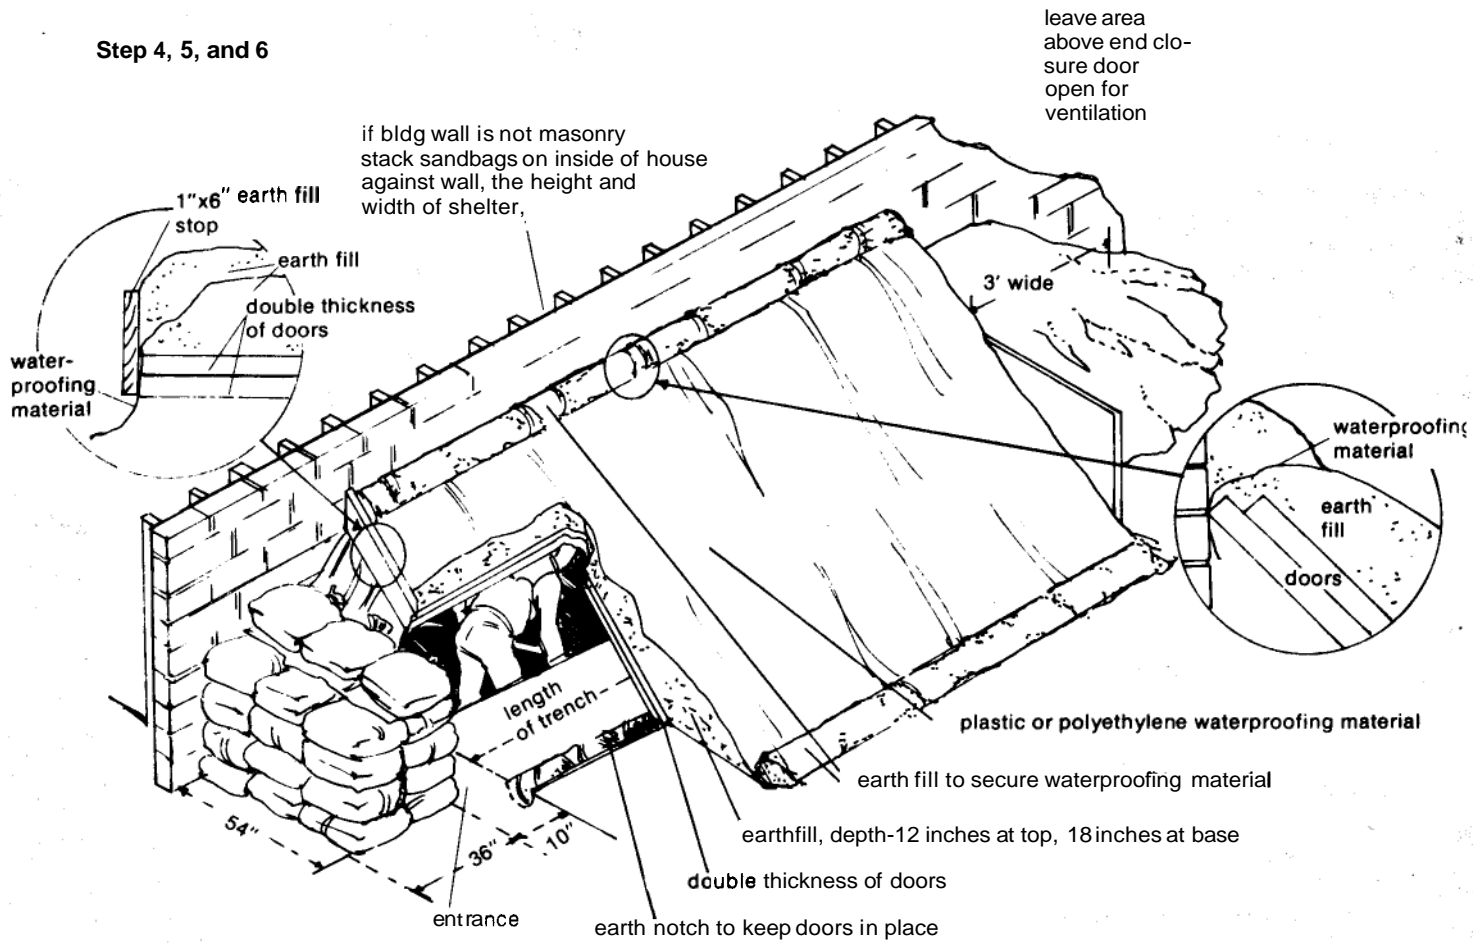 Step 4, 5, and 6
leave area
above end clo-
sure door
open for
ventilation
if bldg wall is not masonry
stack sandbags on inside of house
against wall, the height and
width of shelter,
1"x6" earth fill
stop
earth fill
double thickness
of doors
water-
proofing
material
3' wide
waterproofing
material
earth
fill
doors
length
of trench
plastic or polyethylene waterproofing material
earth fill to secure waterproofing material
earthfill, depth-12 inches at top, 18 inches at base
54"
36"
10"
double thickness of doors
entrance
earth notch to keep doors in place